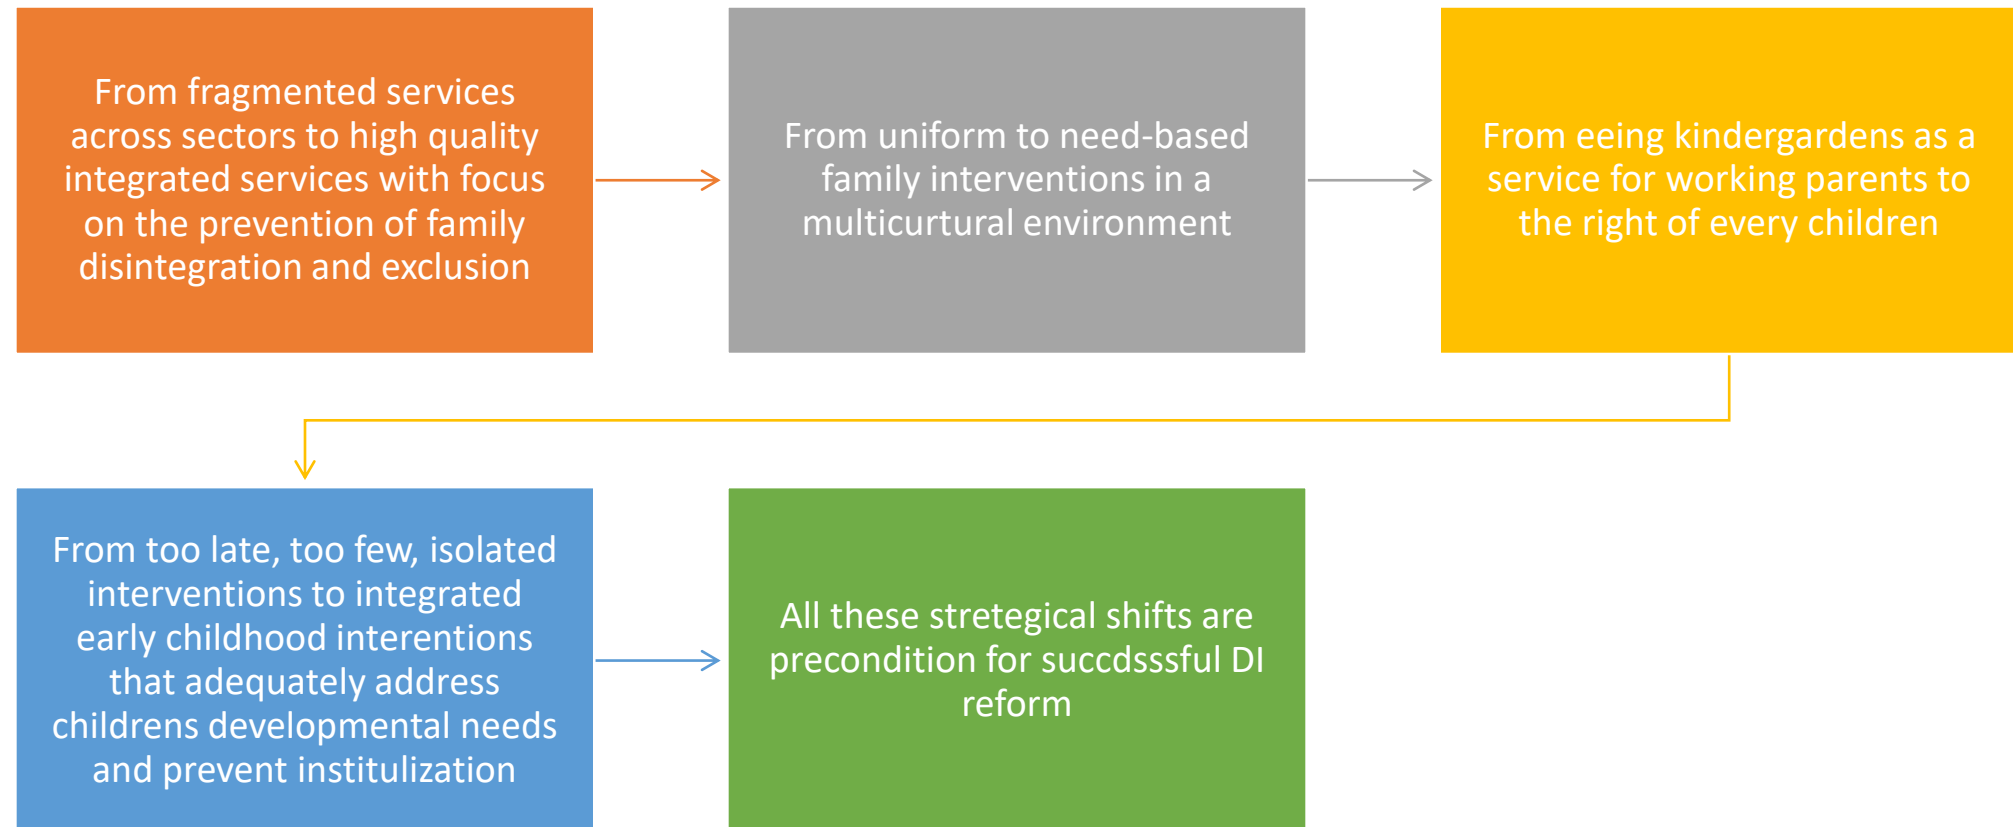 From fragmented services
across sectors to high quality
integrated services with focus
on the prevention of family
disintegration and exclusion
From uniform to need-based
family interventions in a
multicurtural environment
From eeing kindergardens as a
service for working parents to
the right of every children
From too late, too few, isolated
interventions to integrated
early childhood interentions
that adequately address
childrens developmental needs
and prevent institulization
All these stretegical shifts are
precondition for succdsssful DI
reform